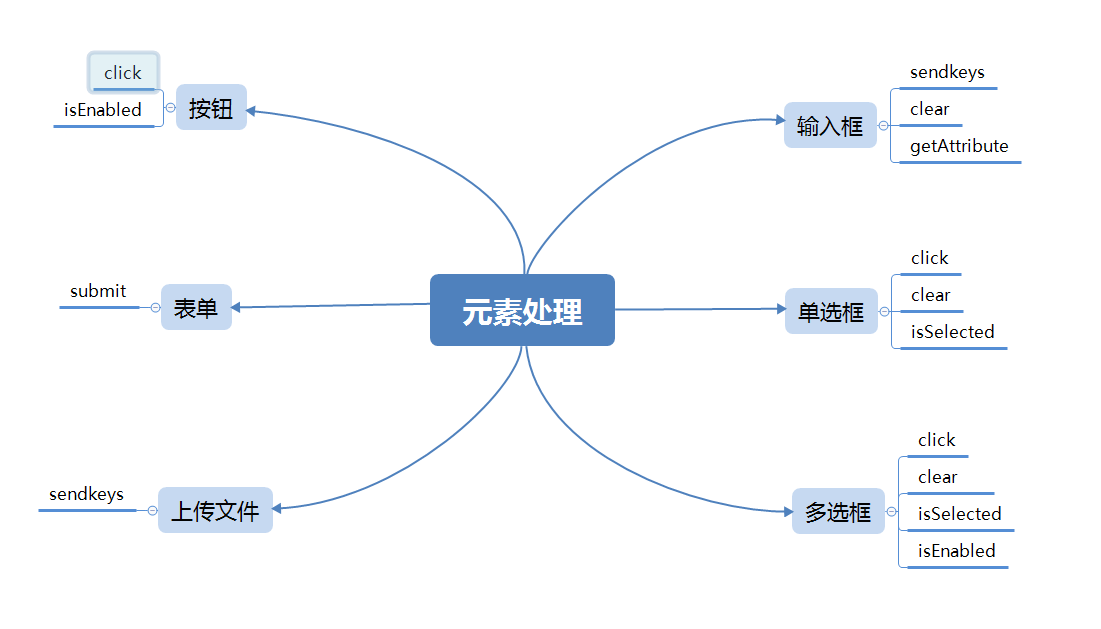 元素处理
输入框
sendkeys
clear
getAttribute
单选框
click
clear
isSelected
多选框
click
clear
isSelected
isEnabled
按钮
click
isEnabled
表单
submit
上传文件
sendkeys